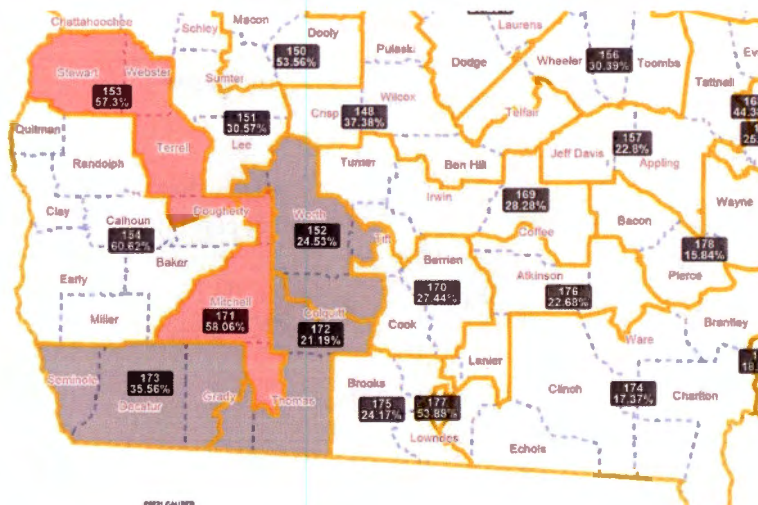 Macon
Dooly
Laurens
Chattahoochee
Schley
150
53.56%
Pulaski
Dodge
Wheeler
156
30.39%
Toombs
Stewart
Webster
Sumter
Tattnall
153
57.3%
151
30.57%
Crisp
148
37.38%
Wilcox
Telfair
Quitman
Lee
157
22.8%
Terrel
Randolph
Turner
Ben Hill
Jeff Davis
Appling
Clay
Dougherty
Irwin
169
28.28%
Bacon
Wayne
Calhoun
154
60.62%
Worth
152
24.53%
Coffee
178
15.84%
Baker
Berrien
Early
Atkinson
Pierce
Mitchell
171
58.06%
170
27.44%
176
22.68%
Miller
Colquitt
172
21.19%
Cook
Ware
Brantley
Lanier
Seminole
173
35.56%
Decatur
Grady
Thomas
Brooks
175
24.17%
177
53.88%
Clinch
174
17.37%
Charlton
Lowndes
Echols